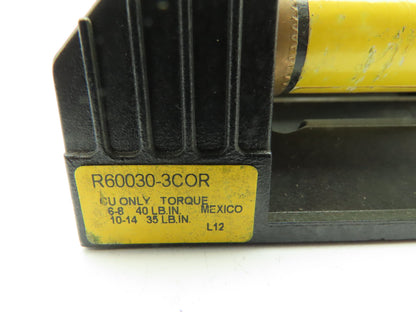 R60030-3COR
CU ONLY TORQUE
6-8 40 LB.IN. MEXICO
10-14 35 LB.IN.
L12